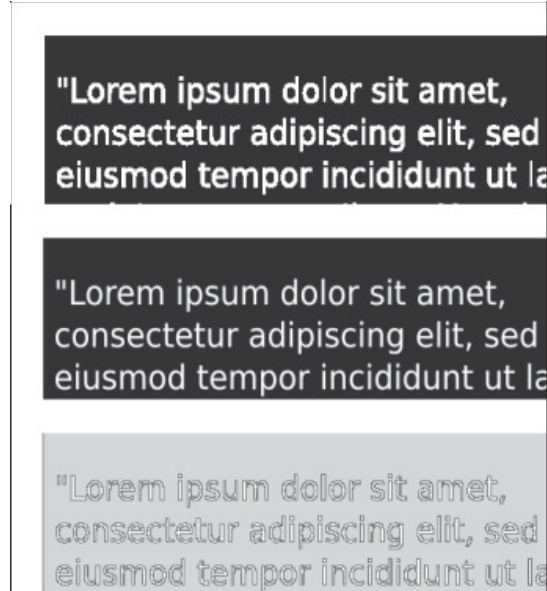 "Lorem ipsum dolor sit amet,
consectetur adipiscing elit, sed
eiusmod tempor incididunt ut la
"Lorem ipsum dolor sit amet,
consectetur adipiscing elit, sed
eiusmod tempor incididunt ut la
"Lorem ipsum dolor sit amet,
consectetur adipiscing elit, sed
eiusmod tempor incididunt ut la